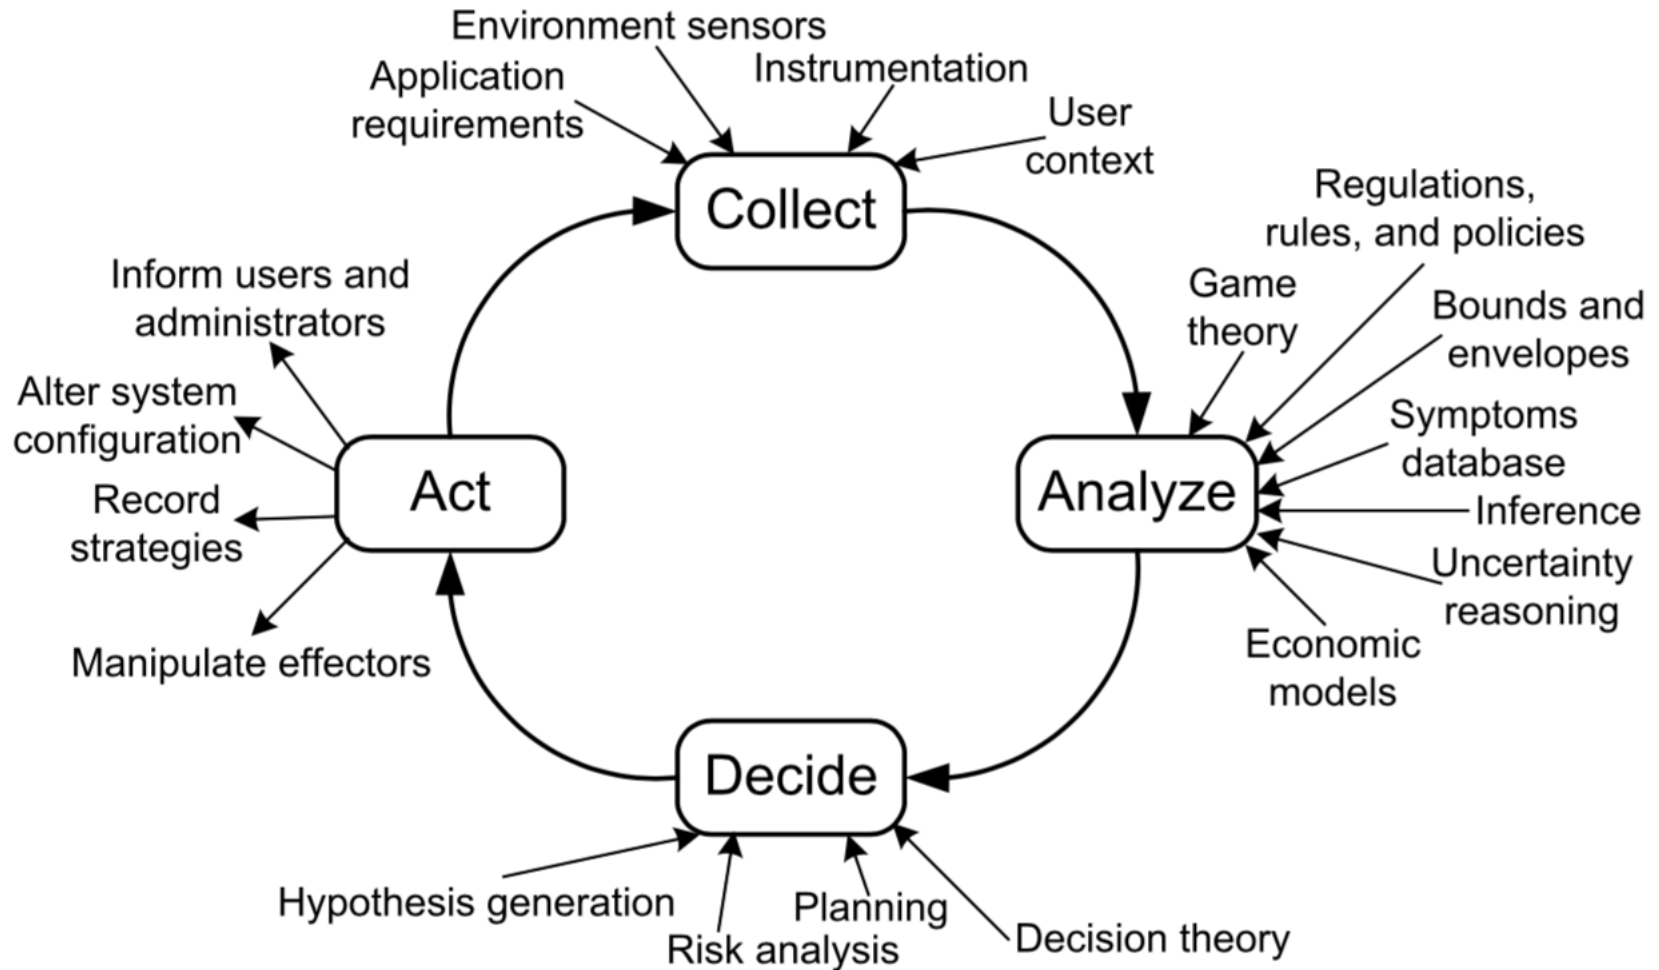 Environment sensors
Application
requirements
Instrumentation
User
context
Collect
Regulations,
rules, and policies
Game
theory
Bounds and
envelopes
Symptoms
database
Inference
Uncertainty
reasoning
Economic
models
Analyze
Inform users and
administrators
Alter system
configuration
Record
strategies
Manipulate effectors
Act
Decide
Hypothesis generation
Risk analysis
Planning
Decision theory